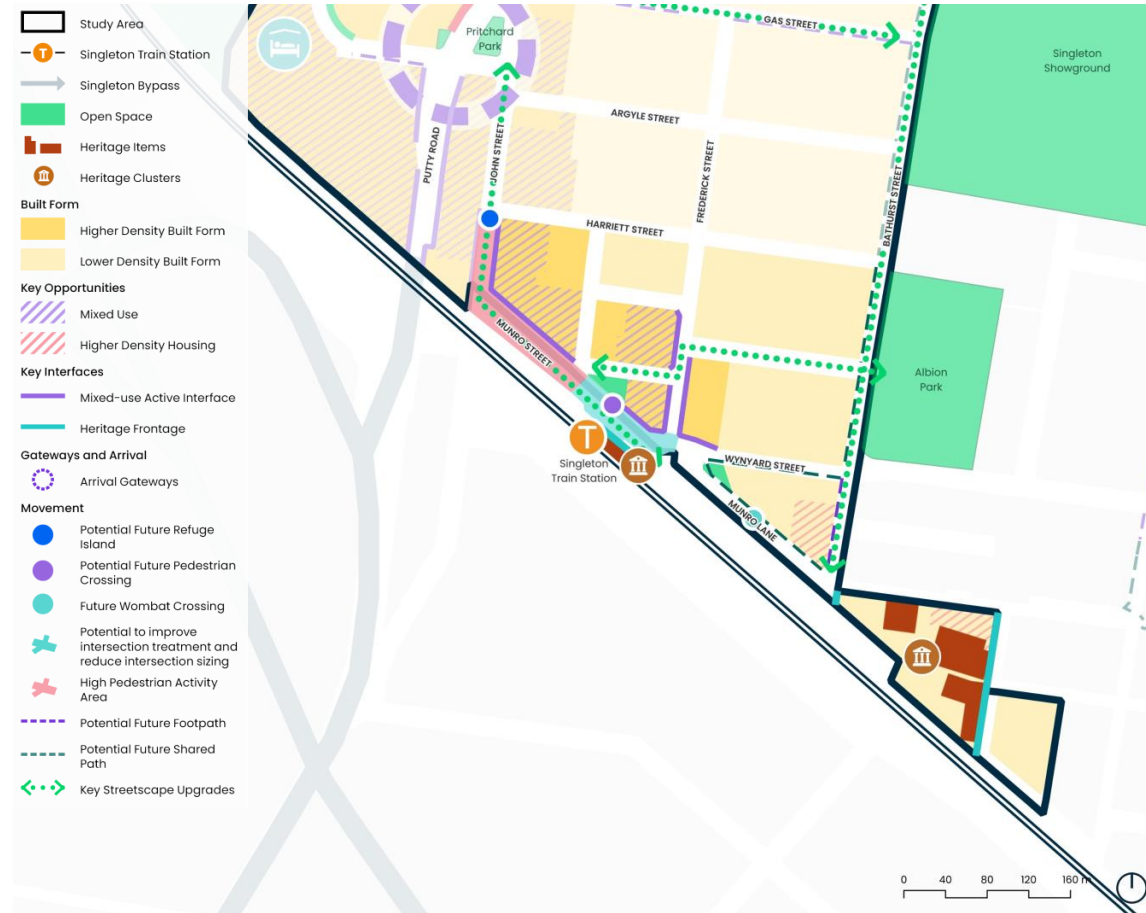 Study Area
Singleton Train Station
Singleton Bypass
Open Space
Heritage Items
Heritage Clusters
Built Form
Higher Density Built Form
Lower Density Built Form
Key Opportunities
Mixed Use
Higher Density Housing
Key Interfaces
Mixed-use Active Interface
Heritage Frontage
Gateways and Arrival
Arrival Gateways
Movement
Potential Future Refuge
Island
Potential Future Pedestrian
Crossing
Future Wombat Crossing
Potential to improve
intersection treatment and
reduce intersection sizing
High Pedestrian Activity
Area
Potential Future Footpath
Potential Future Shared
Path
Key Streetscape Upgrades
Pritchard
Park
GAS STREET
Singleton
Showground
ARGYLE STREET
PUTTY ROAD
JOHN STREET
FREDERICK STREET
BATHURST STREET
HARRIETT STREET
MUNRO STREET
Albion
Park
T
Singleton
Train Station
WYNYARD STREET
MUNRO LANE
0 40 80 120 160 m